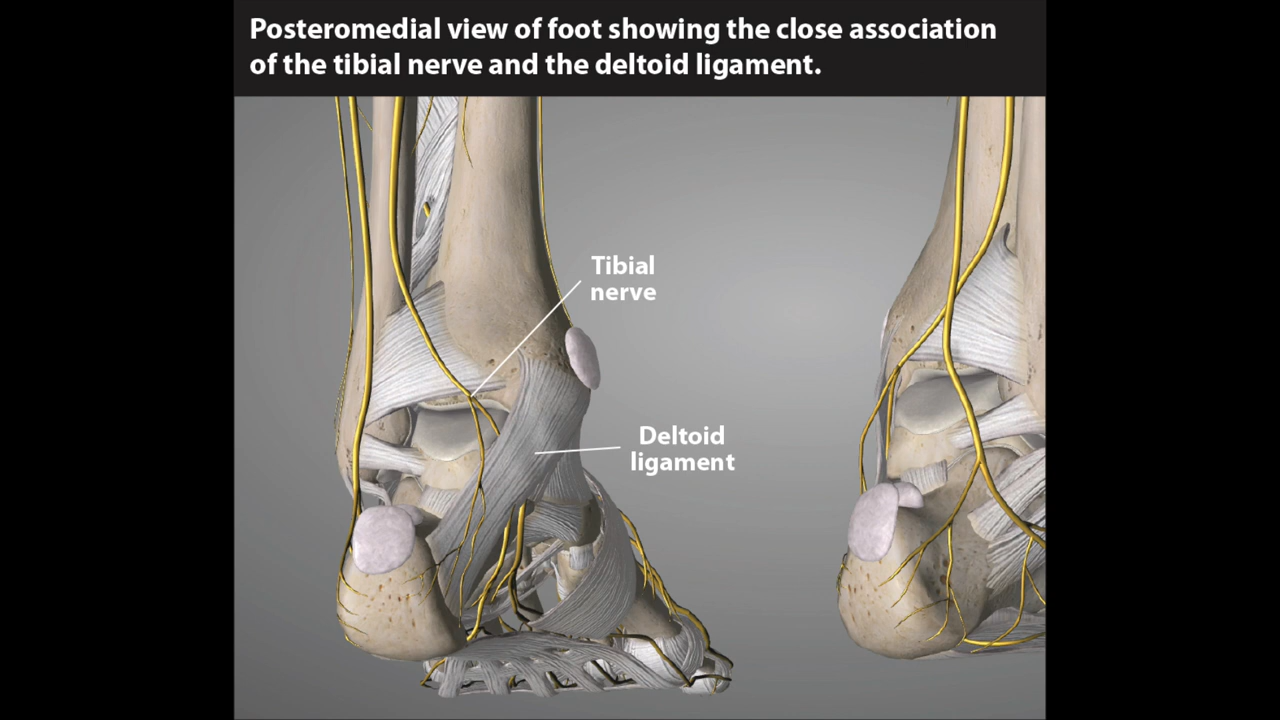 Posteromedial view of foot showing the close association
of the tibial nerve and the deltoid ligament.
Tibial
nerve
Deltoid
ligament